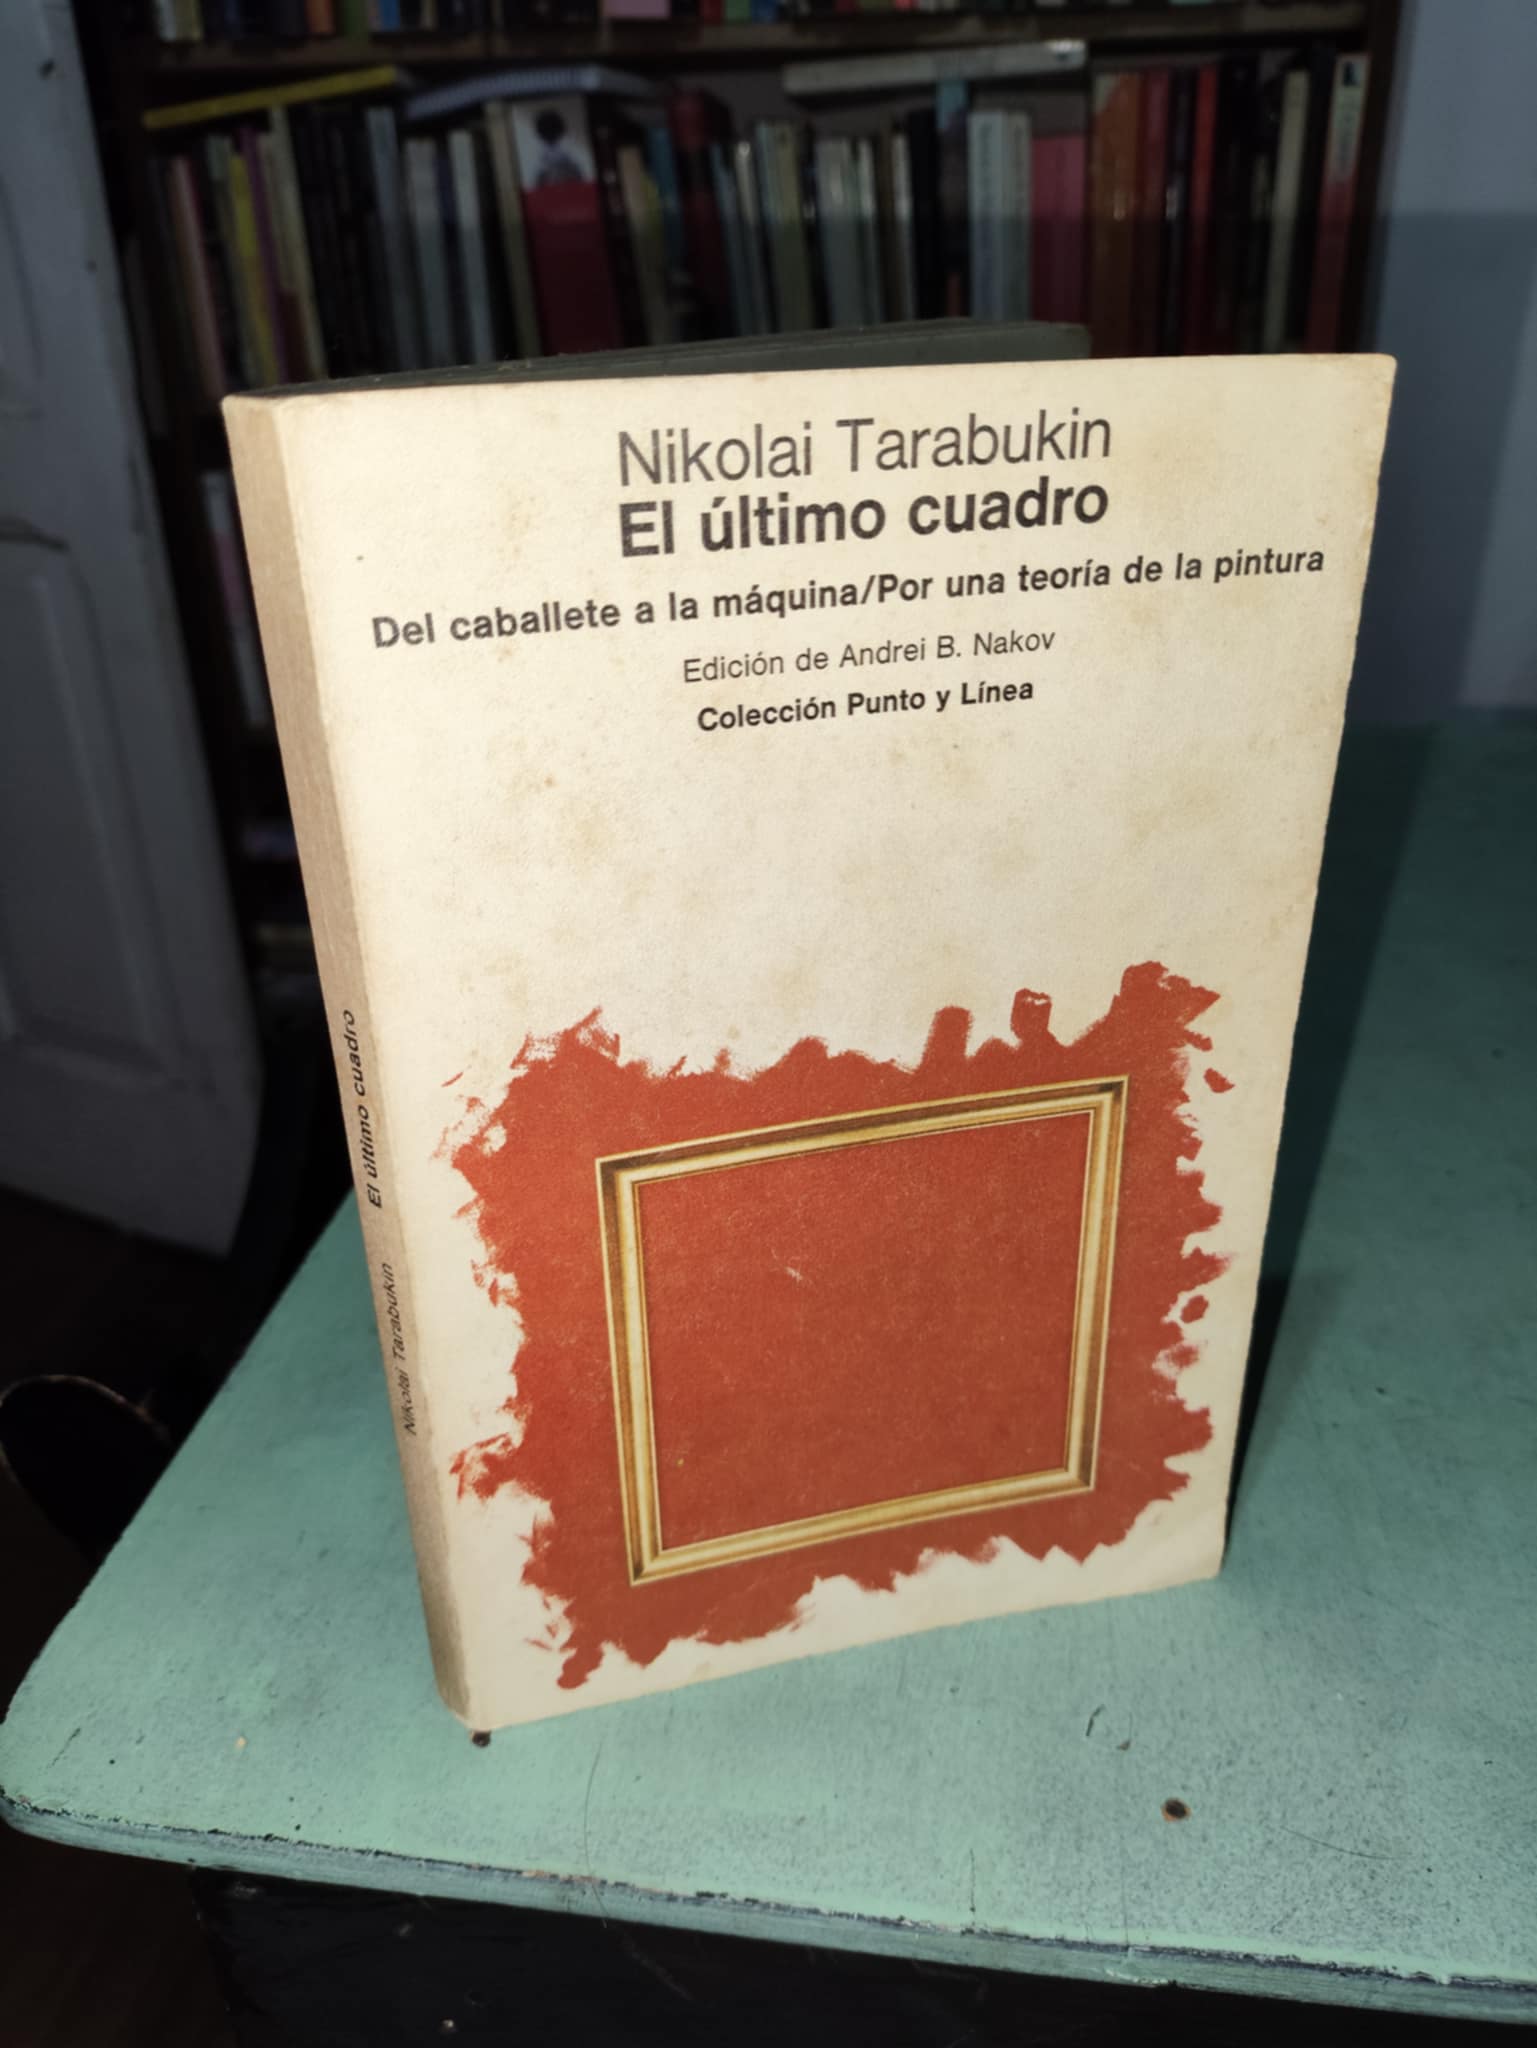 Nikolai Tarabukin
El último cuadro
Del caballete a la máquina/Por una teoría de la pintura
Edición de Andrei B. Nakov
Colección Punto y Línea
Nikolai Tarabukin El último cuadro